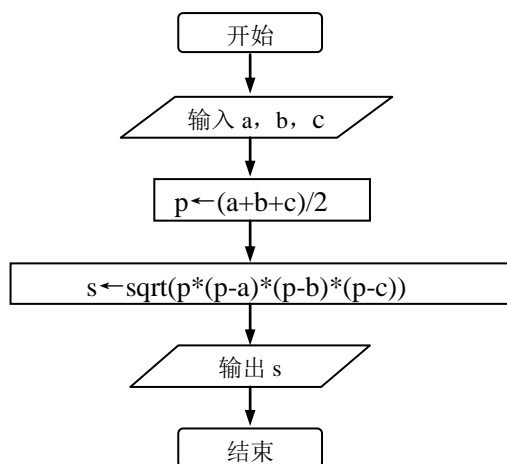 开始
输入 a，b，c
p←(a+b+c)/2
s←sqrt(p*(p-a)*(p-b)*(p-c))
输出 s
结束